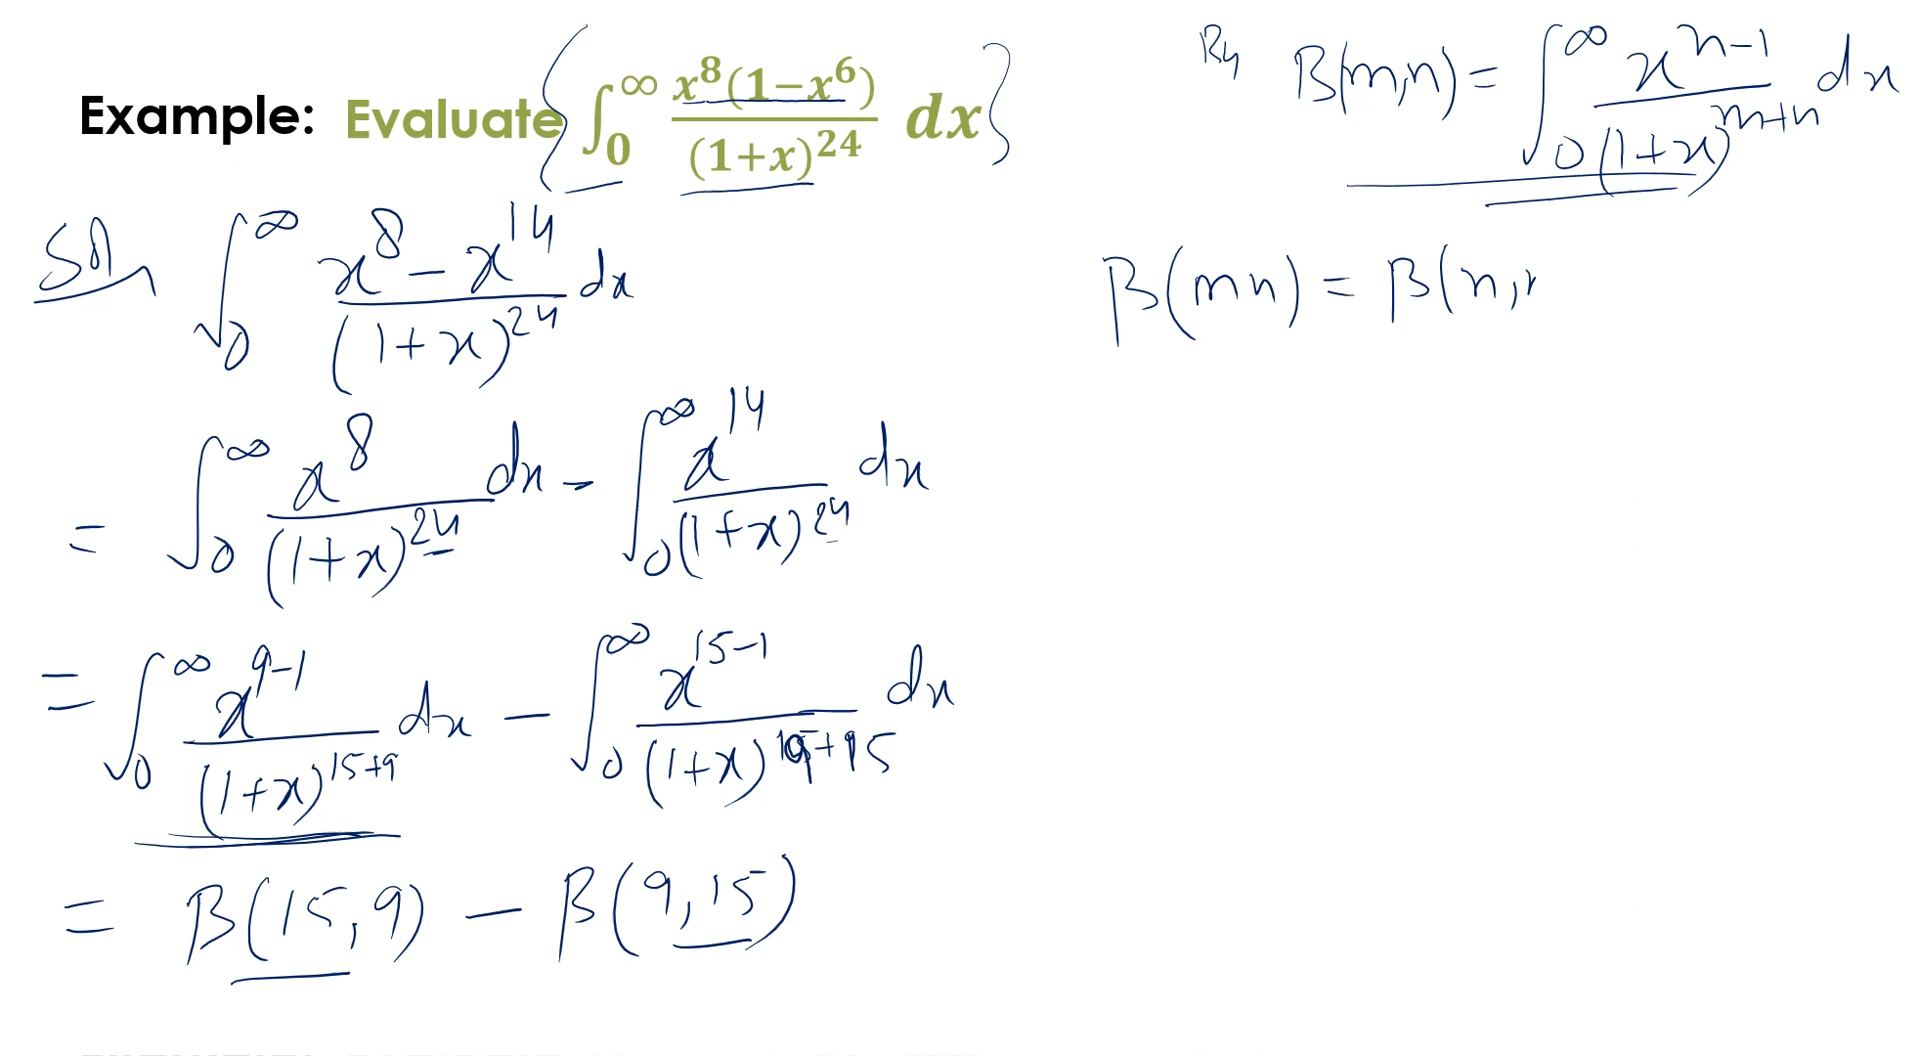 Example: Evaluate { ∫₀^∞ x⁸(1−x⁶)/(1+x)²⁴ dx }
By B(m,n) = ∫₀^∞ x^(n-1)/(1+x)^(m+n) dx
Soln ∫₀^∞ (x⁸ − x¹⁴)/(1+x)²⁴ dx
β(m n) = β(n,
= ∫₀^∞ x⁸/(1+x)²⁴ dx − ∫₀^∞ x¹⁴/(1+x)²⁴ dx
= ∫₀^∞ x^(9-1)/(1+x)^(15+9) dx − ∫₀^∞ x^(15-1)/(1+x)^(9+15) dx
= β(15,9) − β(9,15)